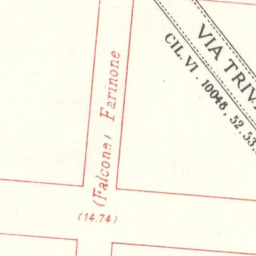 VIA TRIV
CIL. VI. 10048, 52, 53
(Falcone) Farinone
(14.74)